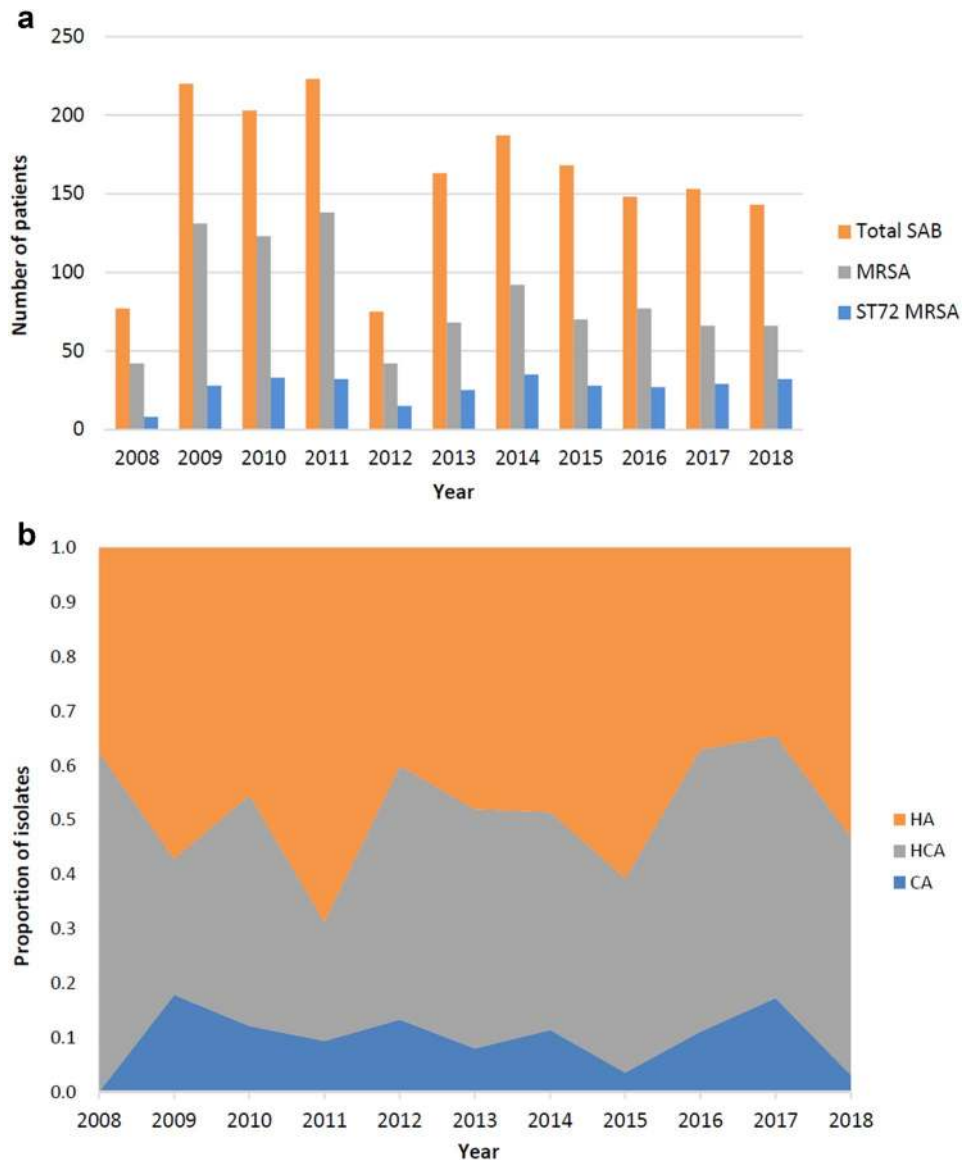 a
250
200
150
100
50
0
Number of patients
2008 2009 2010 2011 2012 2013 2014 2015 2016 2017 2018
Year
Total SAB
MRSA
ST72 MRSA
b
1.0
0.9
0.8
0.7
0.6
0.5
0.4
0.3
0.2
0.1
0.0
Proportion of isolates
2008 2009 2010 2011 2012 2013 2014 2015 2016 2017 2018
Year
HA
HCA
CA